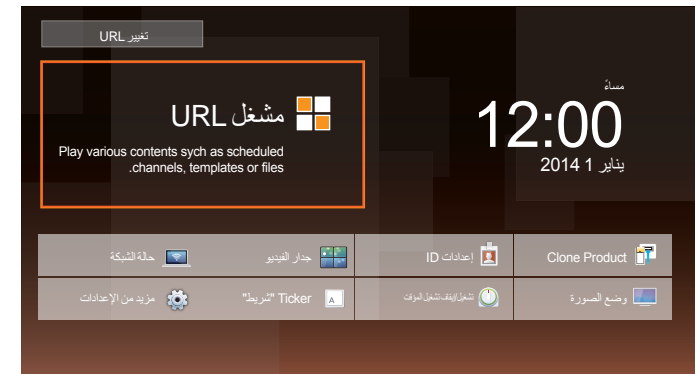 تغيير URL
مشغل URL
Play various contents sych as scheduled
.channels, templates or files
مساءً
12:00
يناير 1 2014
Clone Product
إعدادات ID
جدار الفيديو
حالة الشبكة
وضع الصورة
تشغيل/إيقاف تشغيل المؤقت
A
Ticker "شريط"
مزيد من الإعدادات